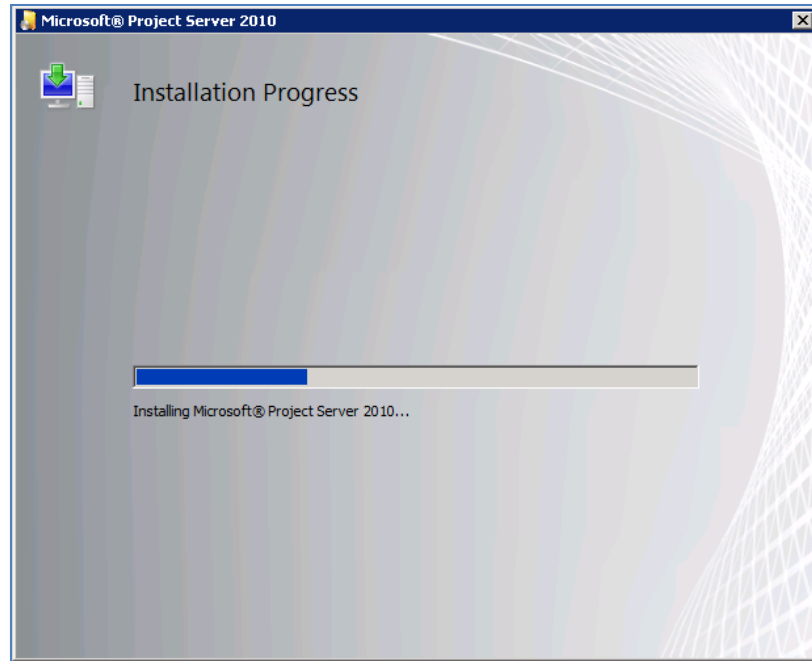 Microsoft® Project Server 2010
Installation Progress
Installing Microsoft® Project Server 2010...